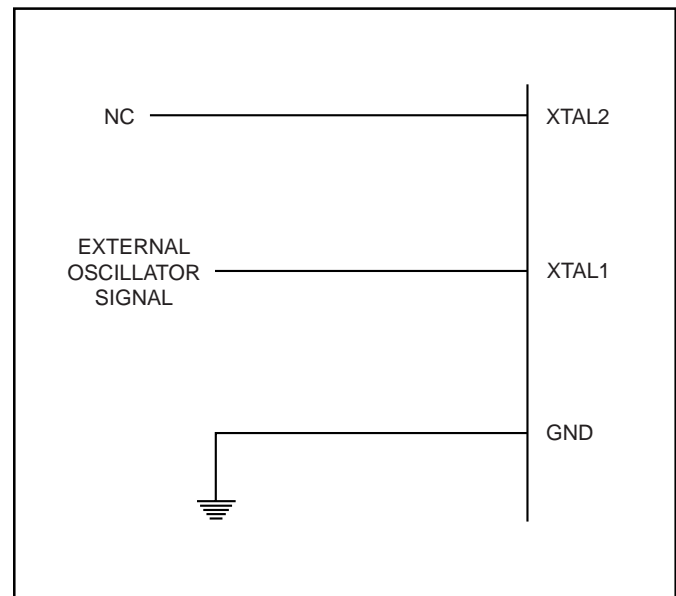 NC
XTAL2
EXTERNAL
OSCILLATOR
SIGNAL
XTAL1
GND